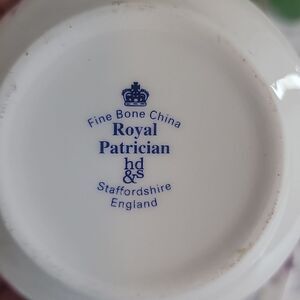 Fine Bone China
Royal
Patrician
hd
&s
Staffordshire
England